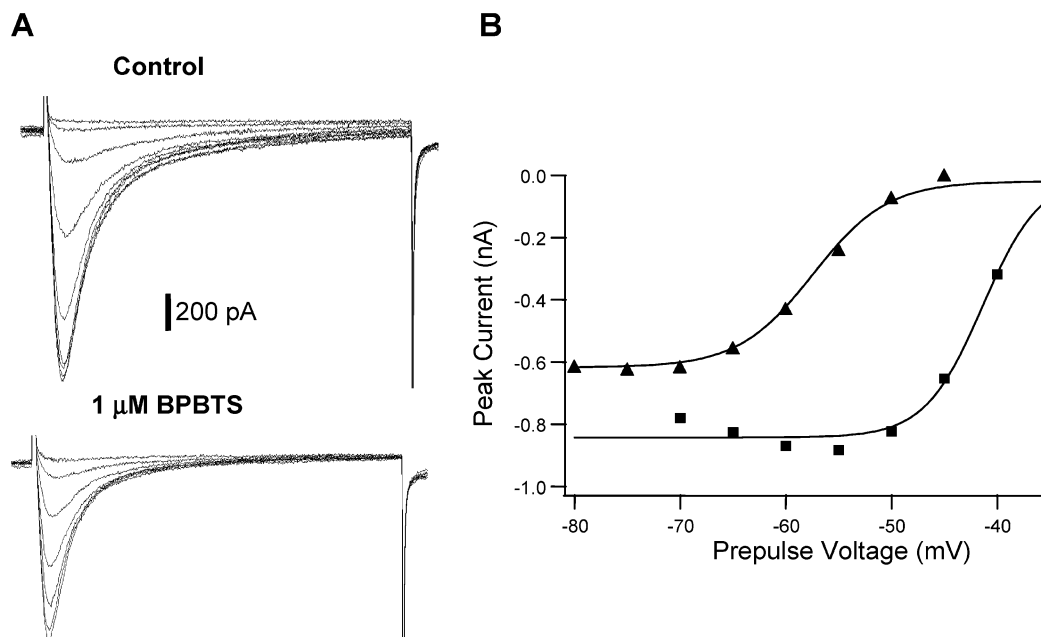 A
Control
200 pA
1 μM BPBTS
B
Peak Current (nA)
0.0
-0.2
-0.4
-0.6
-0.8
-1.0
-80 -70 -60 -50 -40
Prepulse Voltage (mV)